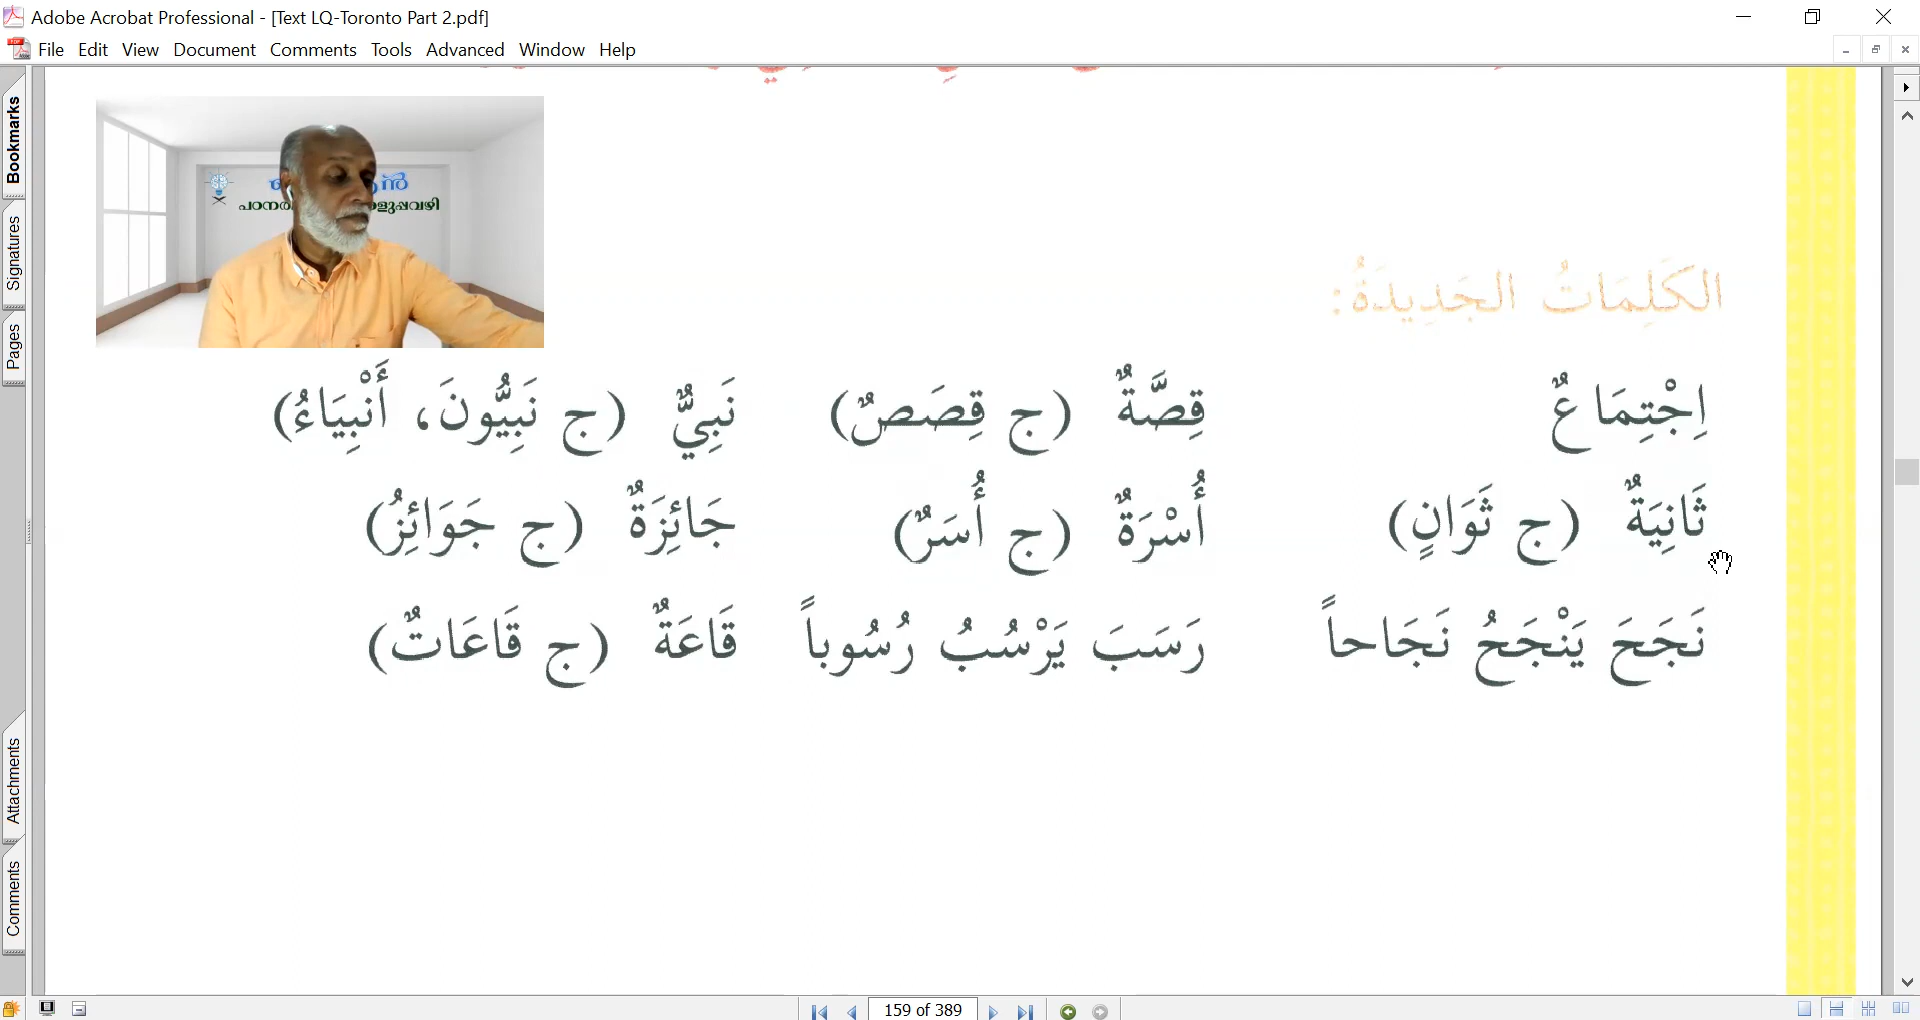 Adobe Acrobat Professional - [Text LQ-Toronto Part 2.pdf]
File Edit View Document Comments Tools Advanced Window Help
Bookmarks
Signatures
Pages
Attachments
Comments
الكَلِمَاتُ الجَدِيدَةُ:
اِجْتِمَاعٌ قِصَّةٌ (ج قِصَصٌ) نَبِيٌّ (ج نَبِيُّونَ، أَنْبِيَاءُ)
ثَانِيَةٌ (ج ثَوَانٍ) أُسْرَةٌ (ج أُسَرٌ) جَائِزَةٌ (ج جَوَائِزُ)
نَجَحَ يَنْجَحُ نَجَاحاً رَسَبَ يَرْسُبُ رُسُوباً قَاعَةٌ (ج قَاعَاتٌ)
159 of 389